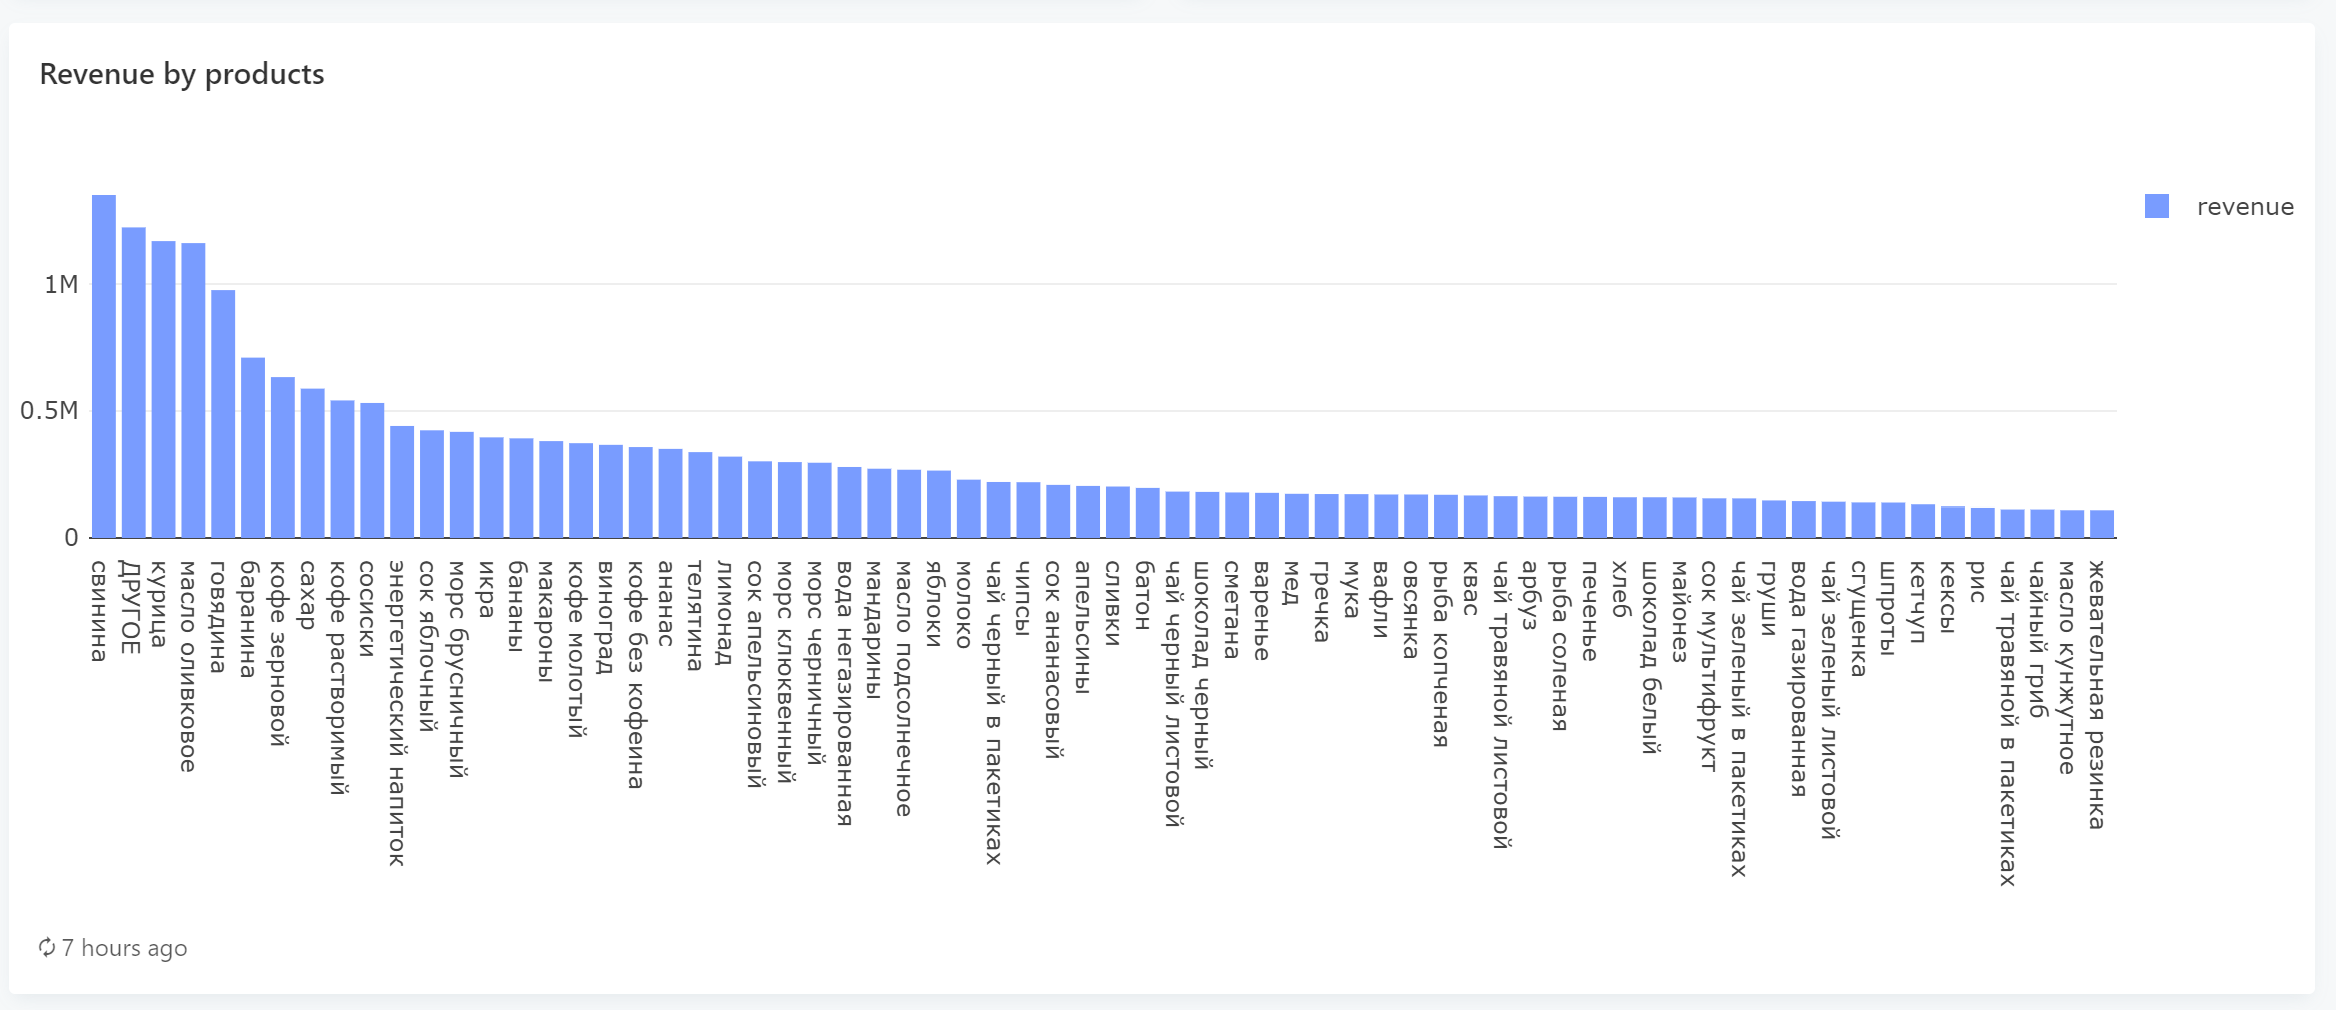 Revenue by products
revenue
1M
0.5M
0
свинина
ДРУГОЕ
курица
масло оливковое
говядина
баранина
кофе зерновой
сахар
кофе растворимый
сосиски
энергетический напиток
сок яблочный
морс брусничный
икра
бананы
макароны
кофе молотый
виноград
кофе без кофеина
ананас
телятина
лимонад
сок апельсиновый
морс клюквенный
морс черничный
вода негазированная
мандарины
масло подсолнечное
яблоки
молоко
чай черный в пакетиках
чипсы
сок ананасовый
апельсины
сливки
батон
чай черный листовой
шоколад черный
сметана
варенье
мед
гречка
мука
вафли
овсянка
рыба копченая
квас
чай травяной листовой
арбуз
рыба соленая
печенье
хлеб
шоколад белый
майонез
сок мультифрукт
чай зеленый в пакетиках
груши
вода газированная
чай зеленый листовой
сгущенка
шпроты
кетчуп
кексы
рис
чай травяной в пакетиках
чайный гриб
масло кунжутное
жевательная резинка
7 hours ago